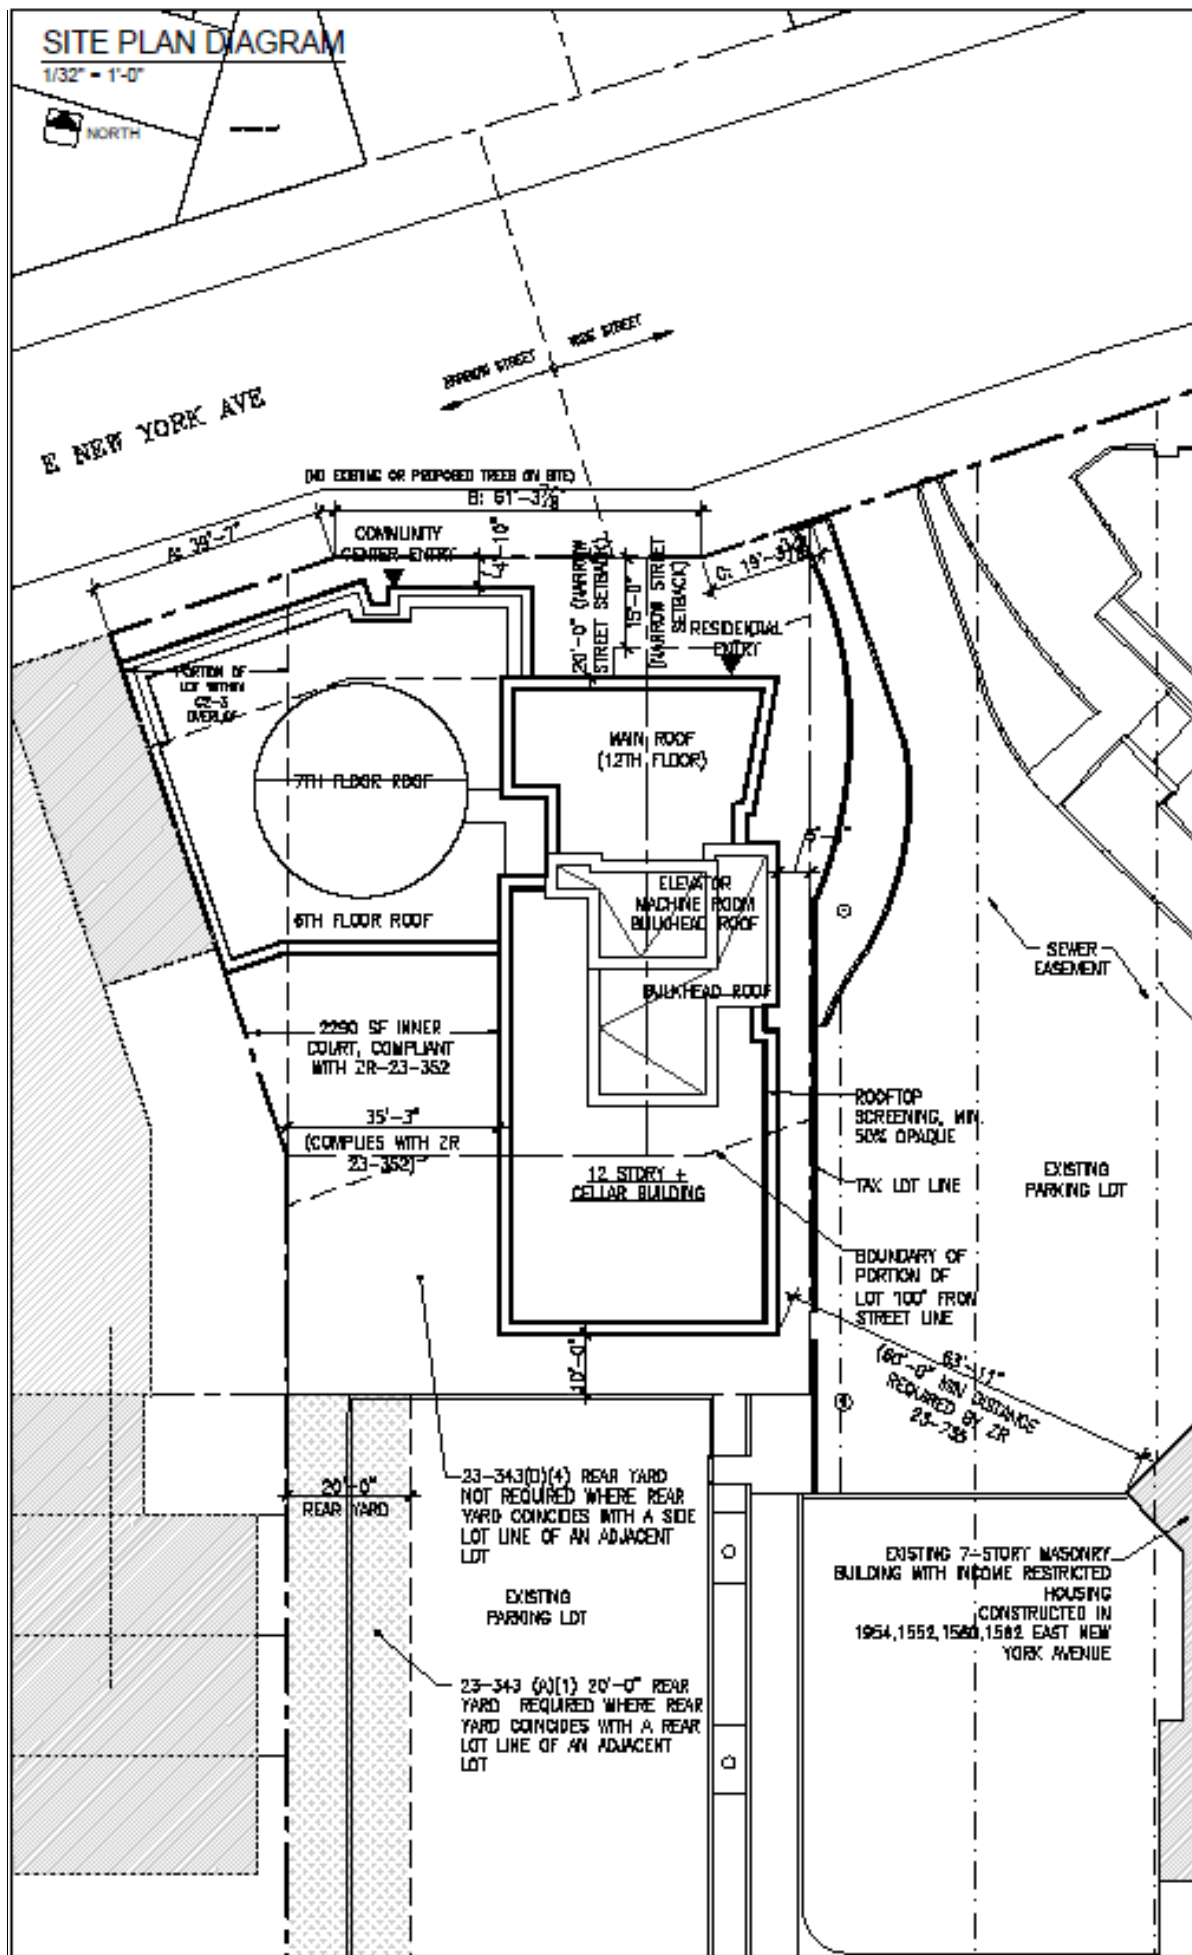 SITE PLAN DIAGRAM
1/32" = 1'-0"
NORTH
NARROW STREET
WIDE STREET
E NEW YORK AVE
(NO EXISTING OR PROPOSED TREES ON SITE)
A: 39'-7"
B: 61'-3⅞"
COMMUNITY
CENTER ENTRY
20'-0" (NARROW
STREET SETBACK)
15'-0"
(NARROW STREET
SETBACK)
RESIDENTIAL
ENTRY
PORTION OF
LOT WITHIN
C2-3
OVERLAY
MAIN ROOF
(12TH FLOOR)
7TH FLOOR ROOF
6TH FLOOR ROOF
ELEVATOR
MACHINE ROOM
BULKHEAD ROOF
BULKHEAD ROOF
SEWER
EASEMENT
2290 SF INNER
COURT, COMPLIANT
WITH ZR-23-352
35'-3"
(COMPLIES WITH ZR
23-352)
ROOFTOP
SCREENING, MIN.
50% OPAQUE
12 STORY +
CELLAR BUILDING
TAX LOT LINE
EXISTING
PARKING LOT
BOUNDARY OF
PORTION OF
LOT 100' FROM
STREET LINE
10'-0"
63'-11"
(60'-0" MIN DISTANCE
REQUIRED BY ZR
20'-0"
REAR YARD
23-343(D)(4) REAR YARD
NOT REQUIRED WHERE REAR
YARD COINCIDES WITH A SIDE
LOT LINE OF AN ADJACENT
LOT
EXISTING
PARKING LOT
23-343 (A)(1) 20'-0" REAR
YARD REQUIRED WHERE REAR
YARD COINCIDES WITH A REAR
LOT LINE OF AN ADJACENT
LOT
EXISTING 7-STORY MASONRY
BUILDING WITH INCOME RESTRICTED
HOUSING
CONSTRUCTED IN
1954,1552,1560,1562 EAST NEW
YORK AVENUE